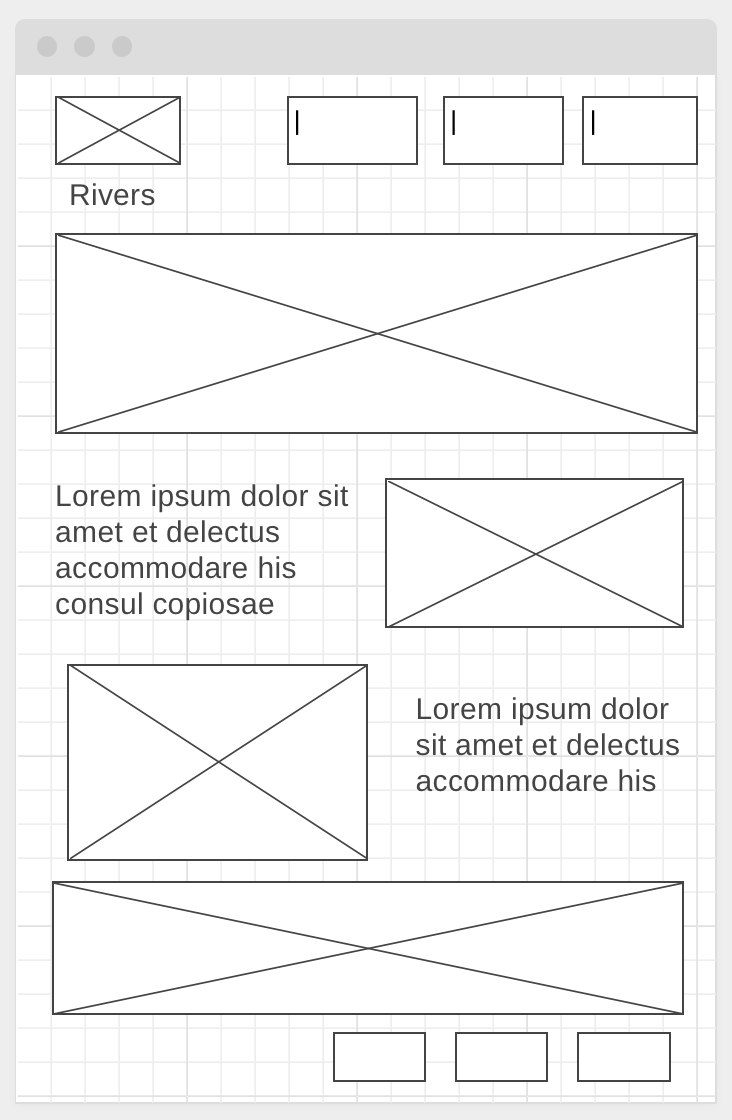 Rivers
Lorem ipsum dolor sit
amet et delectus
accommodare his
consul copiosae
Lorem ipsum dolor
sit amet et delectus
accommodare his